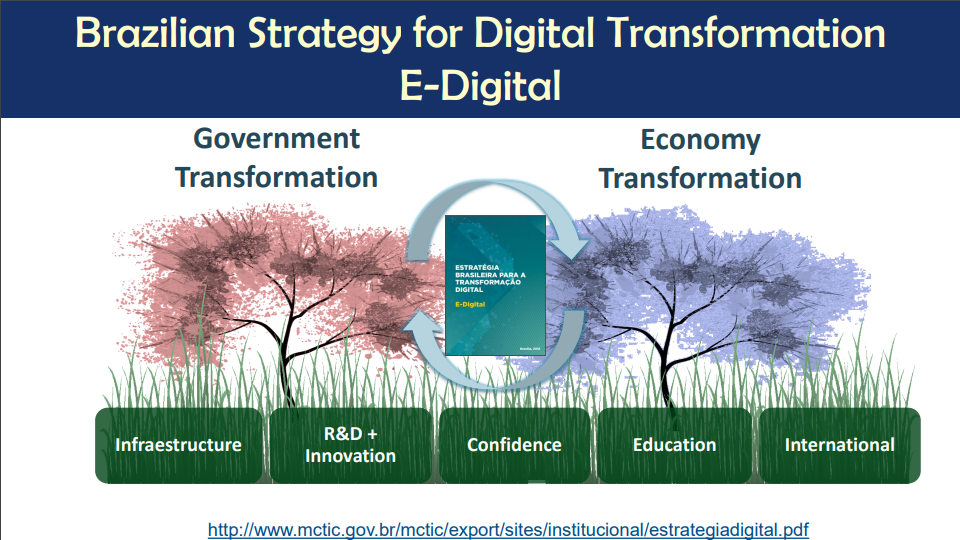 Brazilian Strategy for Digital Transformation
E-Digital
Government
Transformation
Economy
Transformation
ESTRATÉGIA
BRASILEIRA PARA A
TRANSFORMAÇÃO
DIGITAL
E-Digital
Brasília, 2018
Infraestructure
R&D +
Innovation
Confidence
Education
International
http://www.mctic.gov.br/mctic/export/sites/institucional/estrategiadigital.pdf